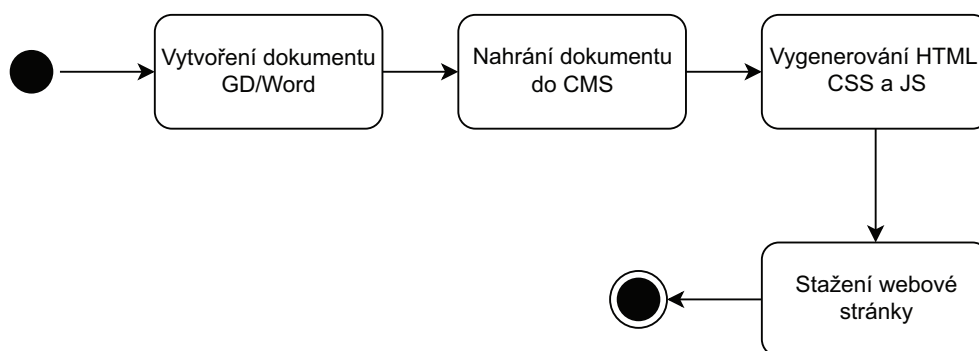 Vytvoření dokumentu
GD/Word
Nahrání dokumentu
do CMS
Vygenerování HTML
CSS a JS
Stažení webové
stránky